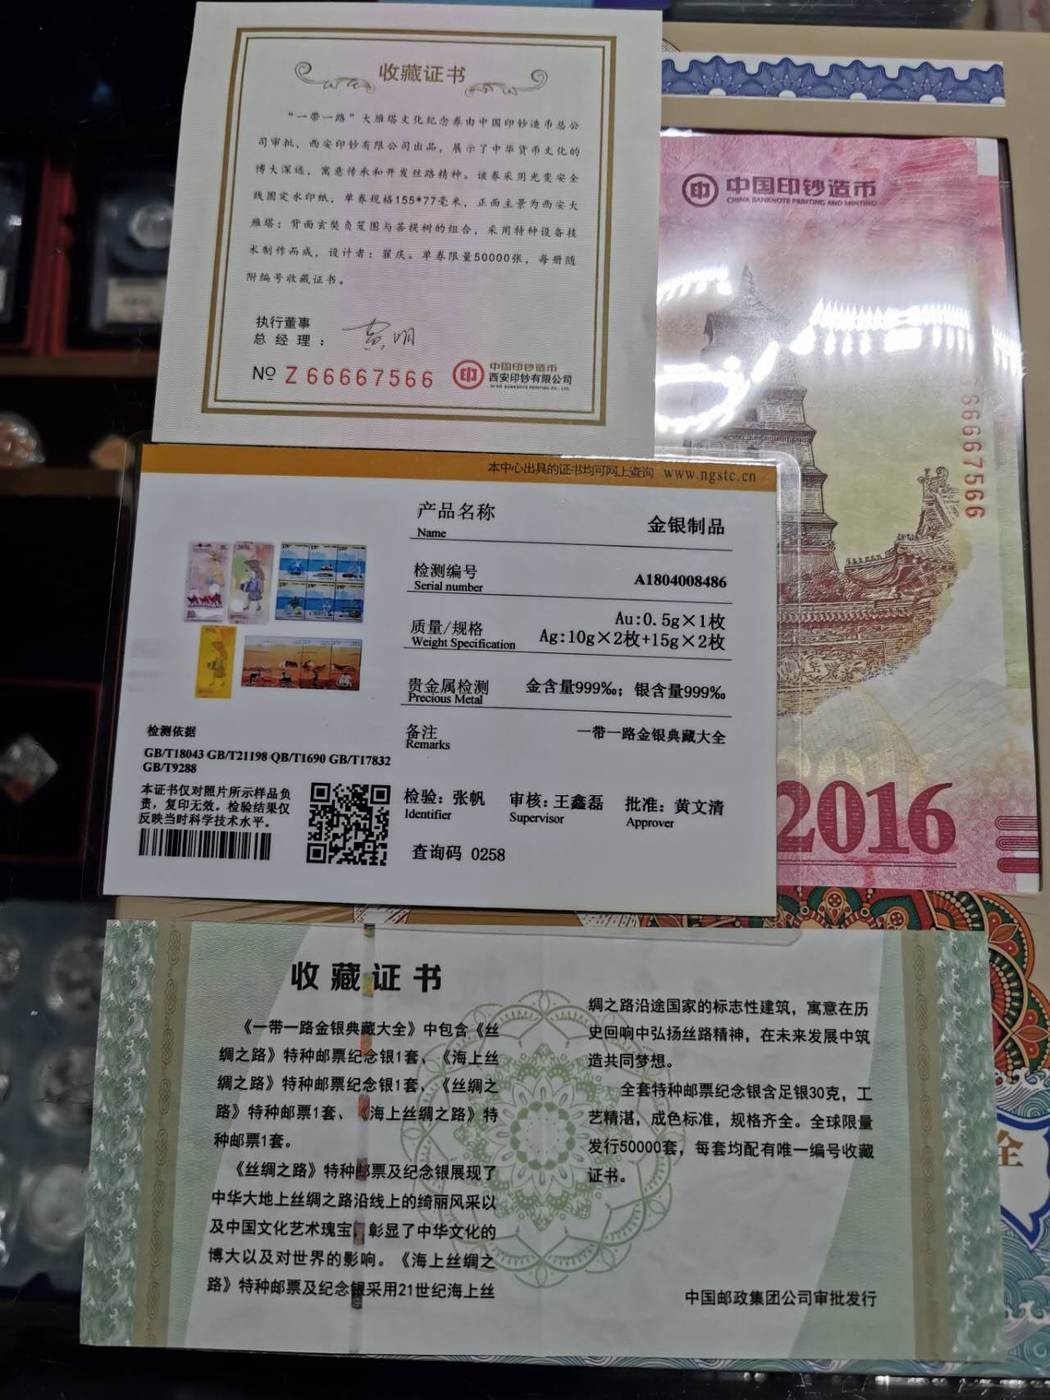 收藏证书
“一带一路”大雁塔文化纪念券由中国印钞造币总公
司审批，西安印钞有限公司出品，展示了中华货币文化的
博大深远，寓意传承和开发丝路精神。该券采用光变安全
线固定水印纸，单券规格155*77毫米，正面主景为西安大
雁塔；背面玄奘负笈图与菩提树的组合，采用特种设备技
术制作而成，设计者：翟庆。单券限量50000张，每册随
附编号收藏证书。
执行董事
总经理：
黄明
№ Z 66667566
中国印钞造币
西安印钞有限公司
XI'AN BANKNOTE PRINTING CO., LTD.
中国印钞造币
CHINA BANKNOTE PRINTING AND MINTING
66667566
2016
本中心出具的证书均可网上查询 www.ngstc.cn
产品名称
Name
金银制品
检测编号
Serial number
A1804008486
质量/规格
Weight Specification
Au:0.5g×1枚
Ag:10g×2枚+15g×2枚
贵金属检测
Precious Metal
金含量999‰；银含量999‰
备注
Remarks
一带一路金银典藏大全
检测依据
GB/T18043 GB/T21198 QB/T1690 GB/T17832
GB/T9288
本证书仅对照片所示样品负
责，复印无效。检验结果仅
反映当时科学技术水平。
检验：张帆
Identifier
审核：王鑫磊
Supervisor
批准：黄文清
Approver
查询码 0258
收藏证书
《一带一路金银典藏大全》中包含《丝
绸之路》特种邮票纪念银1套、《海上丝
绸之路》特种邮票纪念银1套，《丝绸之
路》特种邮票1套、《海上丝绸之路》特
种邮票1套。
《丝绸之路》特种邮票及纪念银展现了
中华大地上丝绸之路沿线上的绮丽风采以
及中国文化艺术瑰宝，彰显了中华文化的
博大以及对世界的影响。《海上丝绸之
路》特种邮票及纪念银采用21世纪海上丝
绸之路沿途国家的标志性建筑，寓意在历
史回响中弘扬丝路精神，在未来发展中筑
造共同梦想。
全套特种邮票纪念银含足银30克，工
艺精湛，成色标准，规格齐全。全球限量
发行50000套，每套均配有唯一编号收藏
证书。
中国邮政集团公司审批发行
全